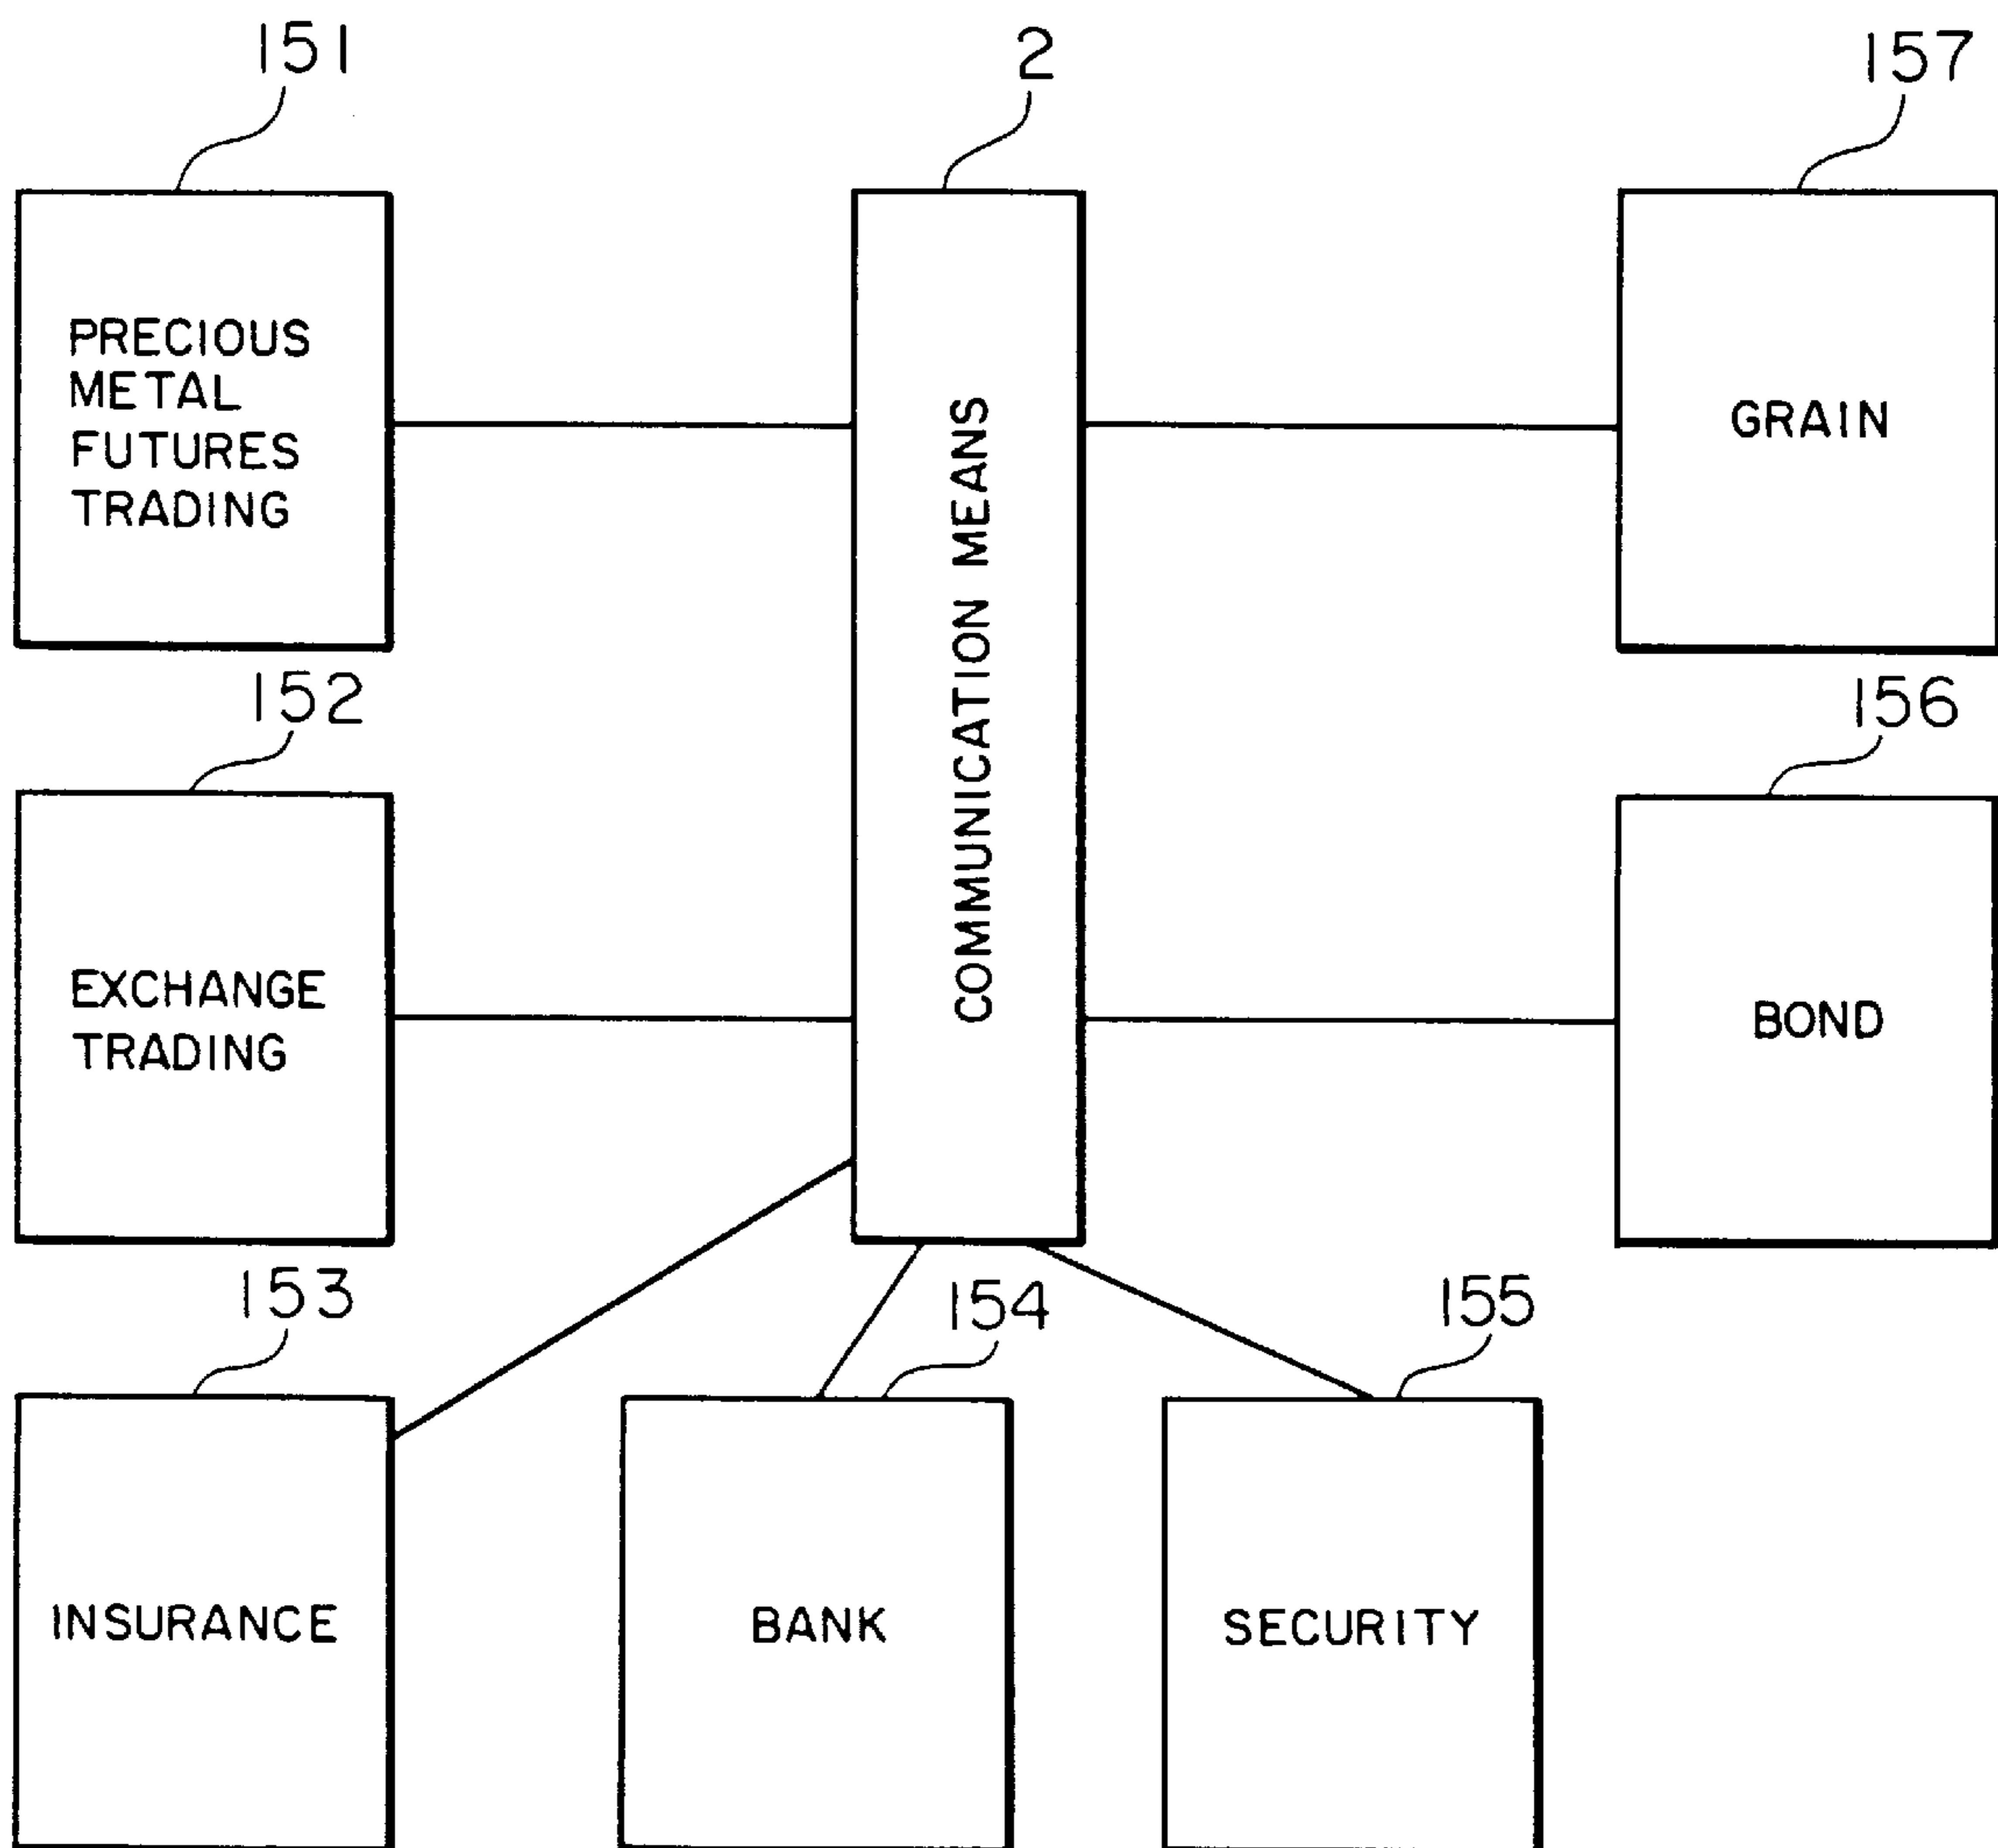 151
2
157
PRECIOUS
METAL
FUTURES
TRADING
COMMUNICATION MEANS
GRAIN
152
156
EXCHANGE
TRADING
BOND
153
154
155
INSURANCE
BANK
SECURITY